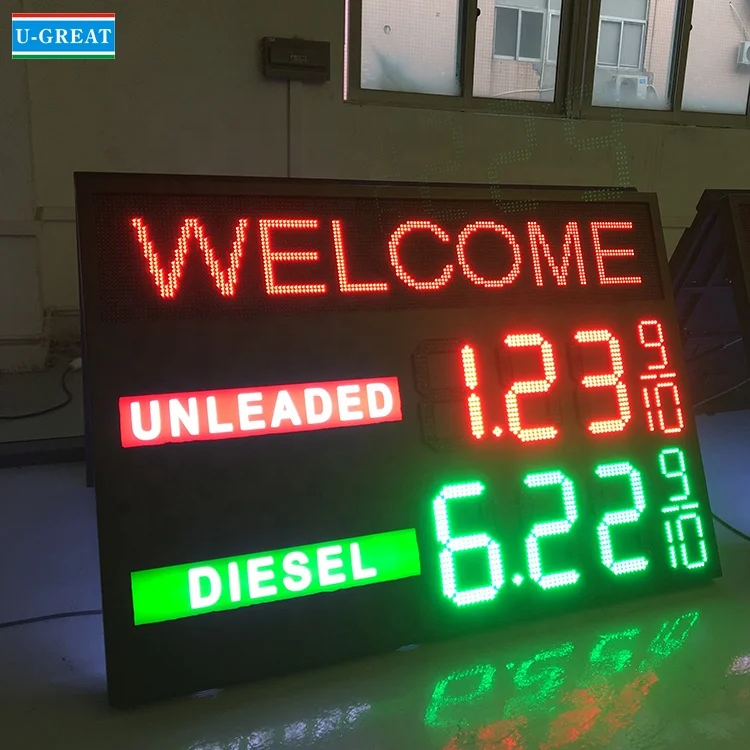 U-GREAT
WELCOME
UNLEADED 1.23 9/10
DIESEL 6.22 9/10